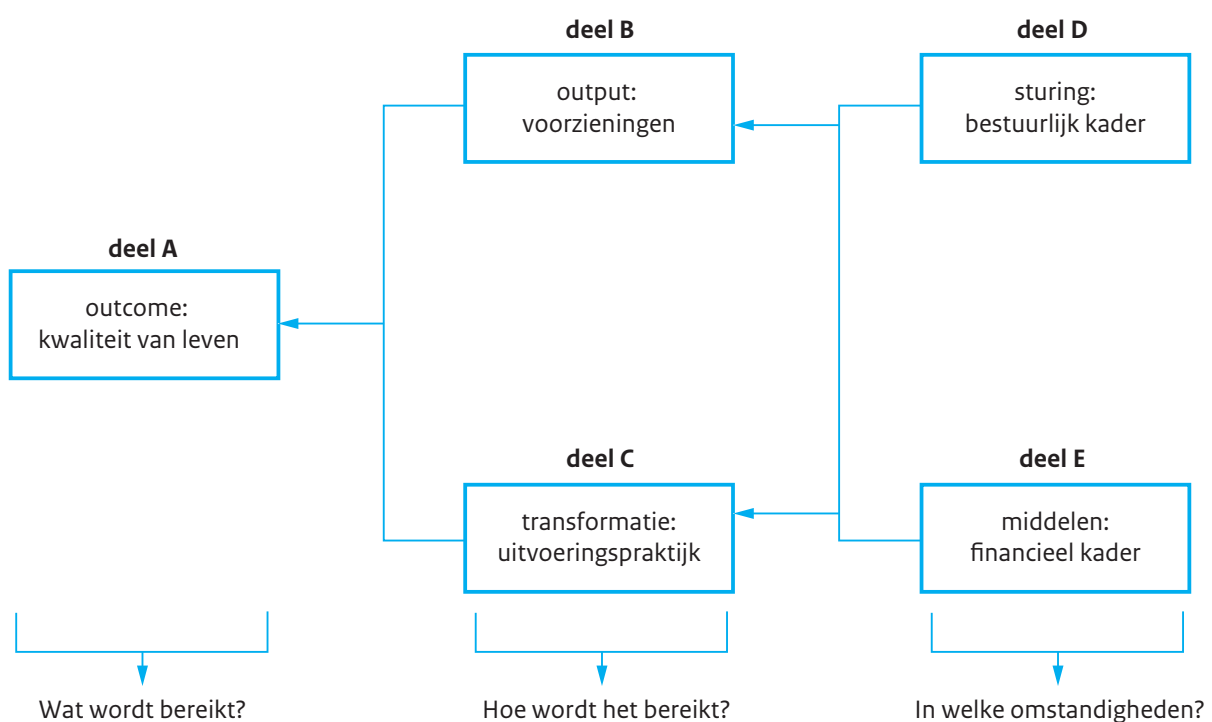 deel B
output:
voorzieningen
deel D
sturing:
bestuurlijk kader
deel A
outcome:
kwaliteit van leven
deel C
transformatie:
uitvoeringspraktijk
deel E
middelen:
financieel kader
Wat wordt bereikt?
Hoe wordt het bereikt?
In welke omstandigheden?